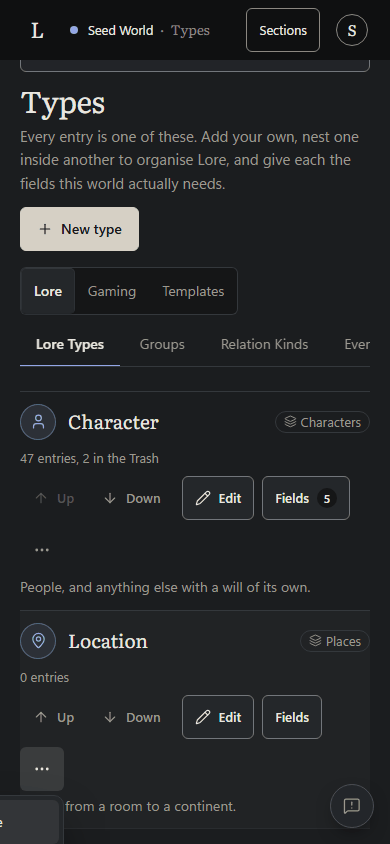 L
Seed World · Types
Sections
S
Types
Every entry is one of these. Add your own, nest one
inside another to organise Lore, and give each the
fields this world actually needs.
New type
Lore
Gaming
Templates
Lore Types
Groups
Relation Kinds
Ever
Character
Characters
47 entries, 2 in the Trash
Up
Down
Edit
Fields 5
People, and anything else with a will of its own.
Location
Places
0 entries
Up
Down
Edit
Fields
from a room to a continent.